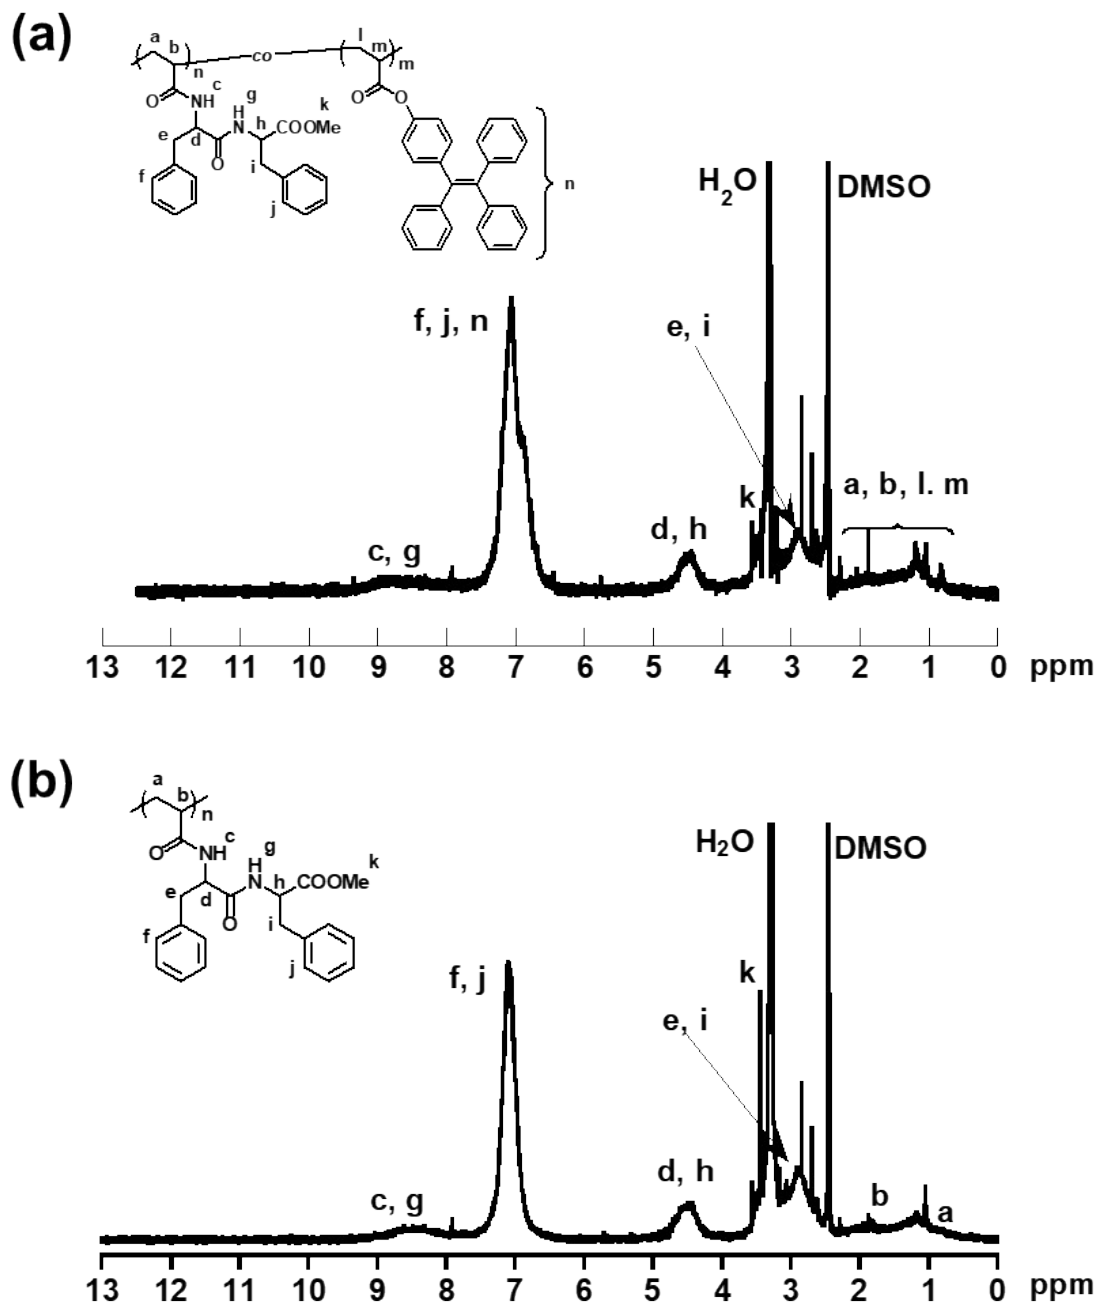 (a)
a
b
n
co
l
m
m
O
NH
c
O
O
e
d
H
N
g
h
COOMe
k
O
i
f
j
n
H2O
DMSO
f, j, n
e, i
k
a, b, l. m
d, h
c, g
13 12 11 10 9 8 7 6 5 4 3 2 1 0 ppm
(b)
a
b
n
O
NH
c
e
d
H
N
g
h
COOMe
k
O
i
f
j
H2O
DMSO
f, j
k
e, i
d, h
c, g
b
a
13 12 11 10 9 8 7 6 5 4 3 2 1 0 ppm